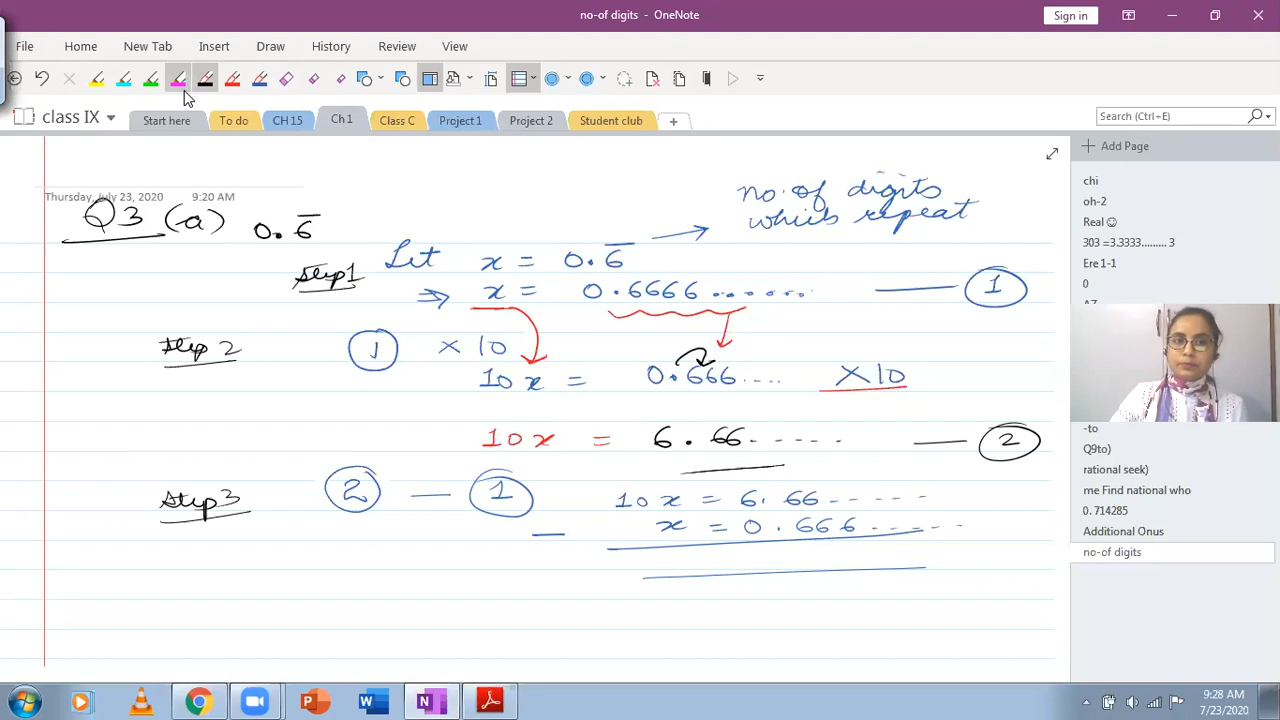 no-of digits - OneNote
Sign in
File Home New Tab Insert Draw History Review View
class IX
Start here To do CH 15 Ch 1 Class C Project 1 Project 2 Student club
Search (Ctrl+E)
Add Page
Thursday, July 23, 2020 9:20 AM
Q3 (a) 0.6̅
no. of digits
which repeat
Let x = 0.6̅ →
Step1
⇒ x = 0.6666....... — 1
Step 2 1 × 10
10x = 0.666.... × 10
10x = 6.66...... — 2
Step3 2 — 1 10x = 6.66......
— x = 0.666......
chi
oh-2
Real
303 =3.3333......... 3
Ere 1-1
0
-to
Q9to)
rational seek)
me Find national who
0. 714285
Additional Onus
no-of digits
9:28 AM
7/23/2020